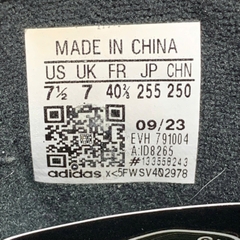 MADE IN CHINA
US UK FR JP CHN
7½ 7 40⅔ 255 250
09/23
EVH 791004
A:ID8265
#133558243
adidas x<5FWSV402978